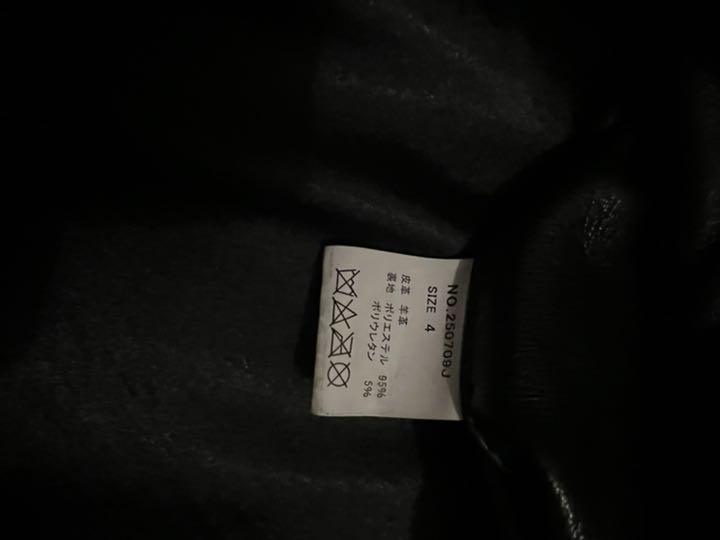 NO.250709J
SIZE 4
皮革 羊革
裏地 ポリエステル 95%
ポリウレタン 5%